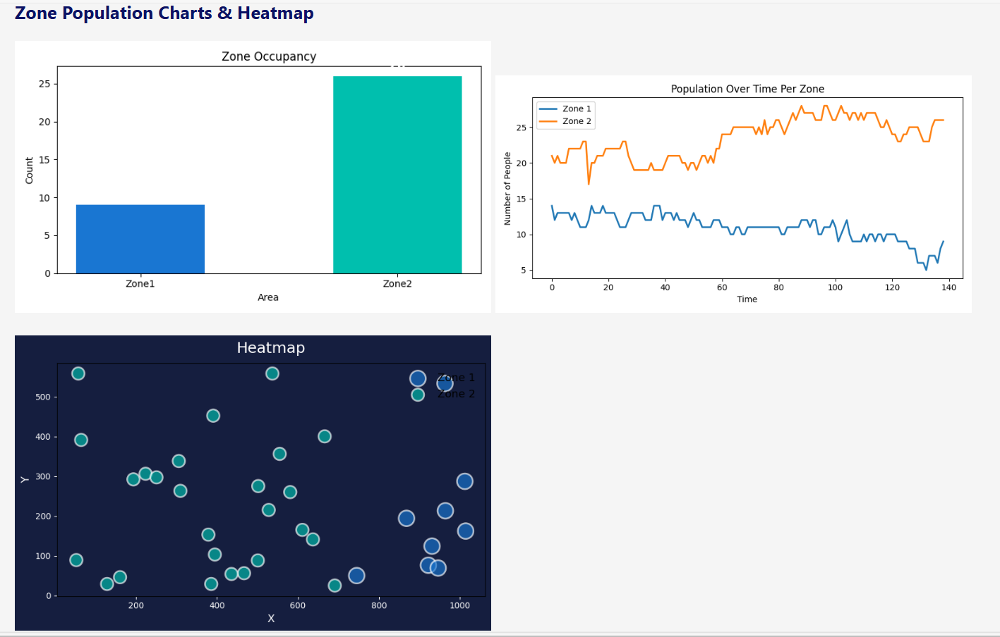 Zone Population Charts & Heatmap
Zone Occupancy
25
20
15
10
5
0
Count
Zone1
Zone2
Area
Population Over Time Per Zone
Zone 1
Zone 2
25
20
15
10
5
Number of People
0
20
40
60
80
100
120
140
Time
Heatmap
Zone 1
Zone 2
500
400
300
200
100
0
Y
200
400
600
800
1000
X